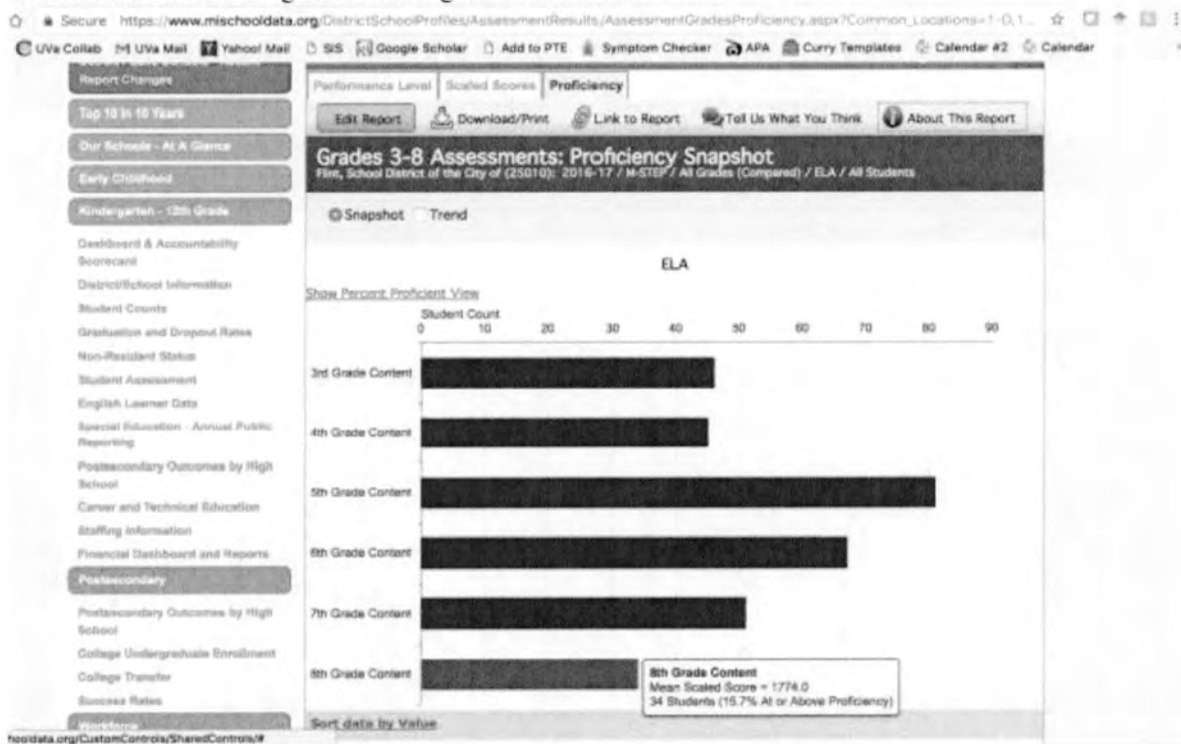 Secure https://www.mischooldata.org/DistrictSchoolProfiles/AssessmentResults/AssessmentGradesProficiency.aspx?Common_Locations=1-D,1...
UVa Collab UVa Mail Yahoo! Mail SIS Google Scholar Add to PTE Symptom Checker APA Curry Templates Calendar #2 Calendar
Report Changes
Top 10 in 10 Years
Our Schools - At A Glance
Early Childhood
Kindergarten - 12th Grade
Dashboard & Accountability
Scorecard
District/School Information
Student Counts
Graduation and Dropout Rates
Non-Resident Status
Student Assessment
English Learner Data
Special Education - Annual Public
Reporting
Postsecondary Outcomes by High
School
Career and Technical Education
Staffing Information
Financial Dashboard and Reports
Postsecondary
Postsecondary Outcomes by High
School
College Undergraduate Enrollment
College Transfer
Success Rates
Workforce
Performance Level Scaled Scores Proficiency
Edit Report Download/Print Link to Report Tell Us What You Think About This Report
Grades 3-8 Assessments: Proficiency Snapshot
Flint, School District of the City of (25010): 2016-17 / M-STEP / All Grades (Compared) / ELA / All Students
Snapshot Trend
ELA
Show Percent Proficient View
Student Count
0 10 20 30 40 50 60 70 80 90
3rd Grade Content
4th Grade Content
5th Grade Content
6th Grade Content
7th Grade Content
8th Grade Content
8th Grade Content
Mean Scaled Score = 1774.0
34 Students (15.7% At or Above Proficiency)
Sort data by Value
hooldata.org/CustomControls/SharedControls/#